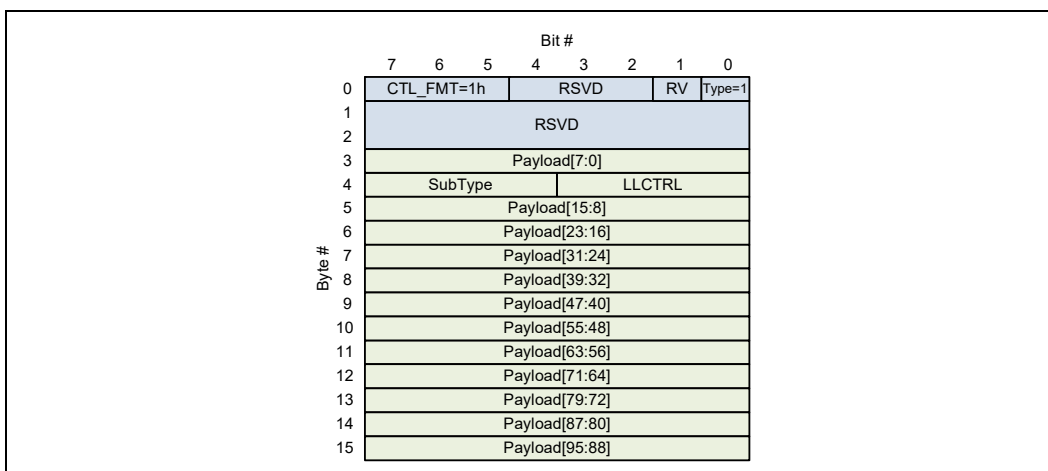 Bit #
7 6 5 4 3 2 1 0
0 CTL_FMT=1h RSVD RV Type=1
1
RSVD
2
3 Payload[7:0]
4 SubType LLCTRL
5 Payload[15:8]
6 Payload[23:16]
7 Payload[31:24]
8 Payload[39:32]
9 Payload[47:40]
10 Payload[55:48]
11 Payload[63:56]
12 Payload[71:64]
13 Payload[79:72]
14 Payload[87:80]
15 Payload[95:88]
Byte #